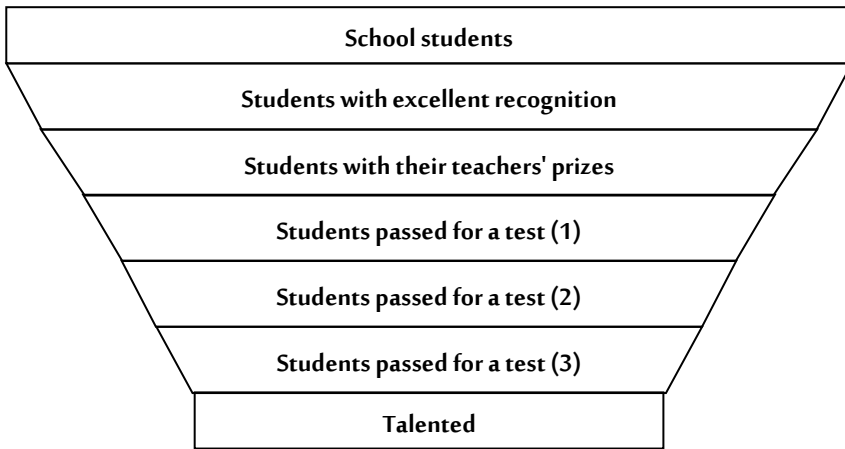 School students
Students with excellent recognition
Students with their teachers' prizes
Students passed for a test (1)
Students passed for a test (2)
Students passed for a test (3)
Talented